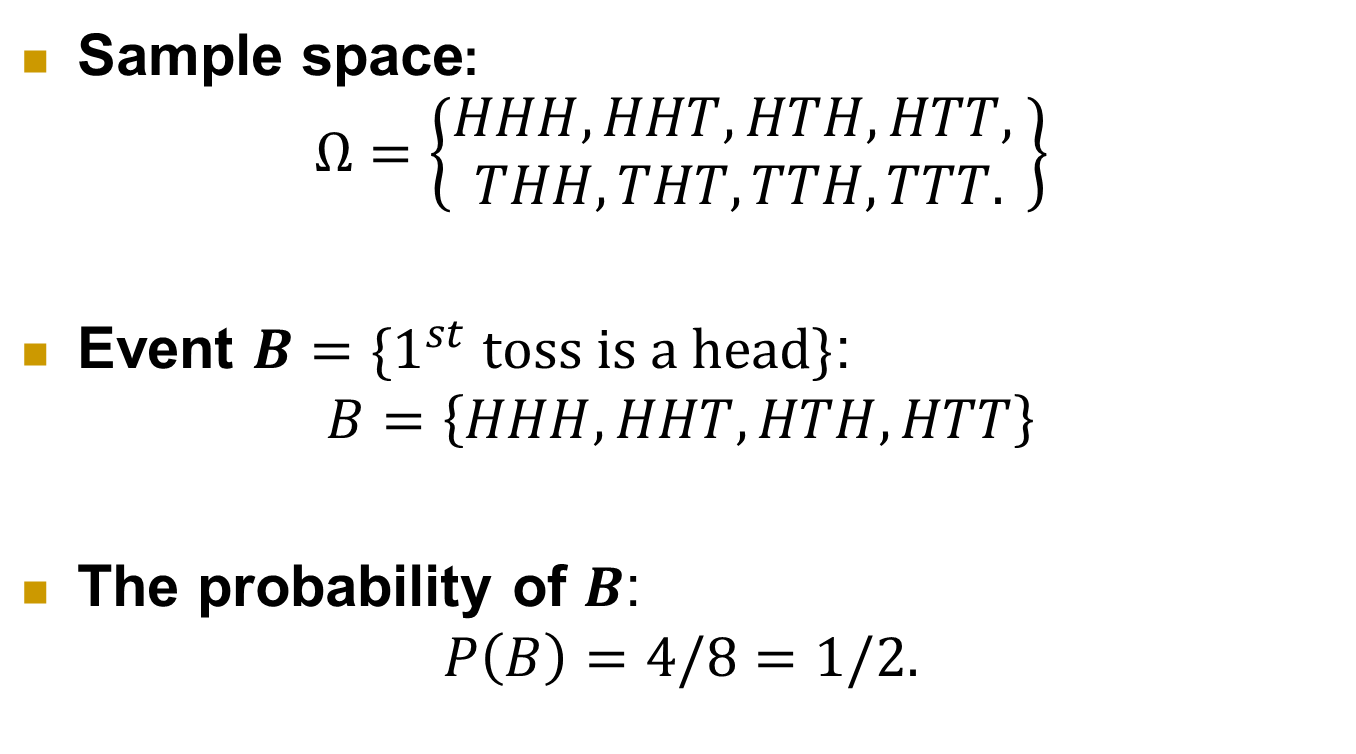 ■ Sample space:
Ω = {HHH, HHT, HTH, HTT,
THH, THT, TTH, TTT.}
■ Event B = {1st toss is a head}:
B = {HHH, HHT, HTH, HTT}
■ The probability of B:
P(B) = 4/8 = 1/2.